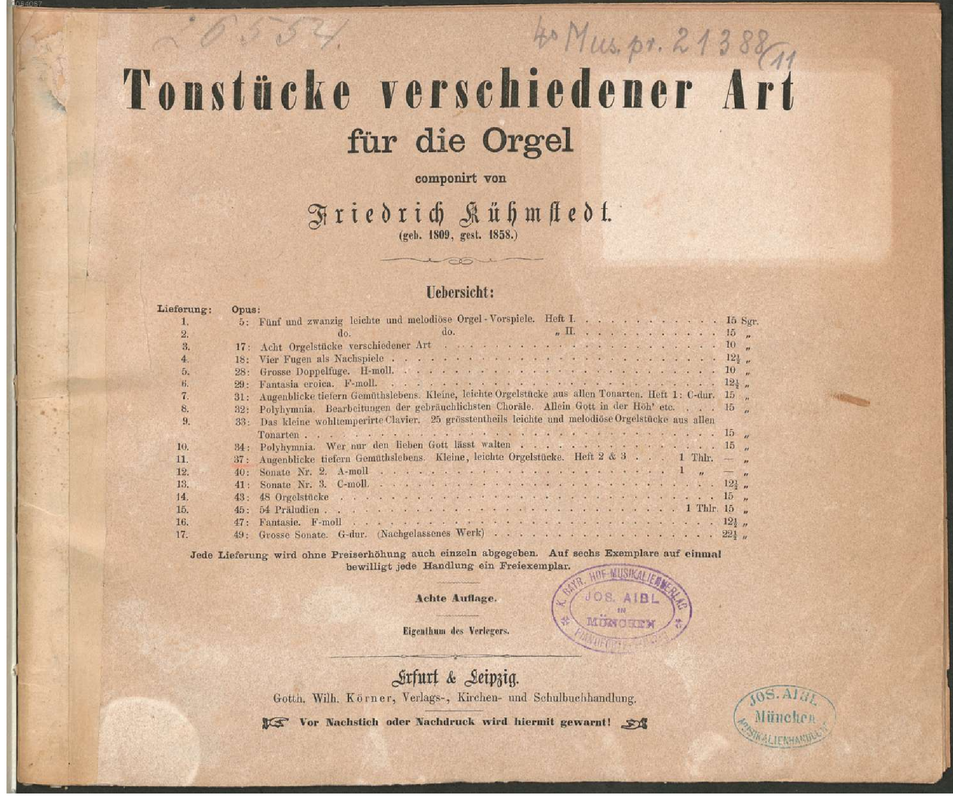 26554.
4° Mus. pr. 21388/11
Tonstücke verschiedener Art
für die Orgel
componirt von
Friedrich Kühmstedt.
(geb. 1809, gest. 1858.)
Uebersicht:
Lieferung: Opus:
1. 5: Fünf und zwanzig leichte und melodiöse Orgel-Vorspiele. Heft I. 15 Sgr.
2. do. do. „ II. 15 „
3. 17: Acht Orgelstücke verschiedener Art 10 „
4. 18: Vier Fugen als Nachspiele 12½ „
5. 28: Grosse Doppelfuge. H-moll. 10 „
6. 29: Fantasia eroica. F-moll. 12½ „
7. 31: Augenblicke tiefern Gemüthslebens. Kleine, leichte Orgelstücke aus allen Tonarten. Heft 1: C-dur. 15 „
8. 32: Polyhymnia. Bearbeitungen der gebräuchlichsten Choräle. Allein Gott in der Höh' etc. 15 „
9. 33: Das kleine wohltemperirte Clavier. 25 grösstentheils leichte und melodiöse Orgelstücke aus allen
Tonarten 15 „
10. 34: Polyhymnia. Wer nur den lieben Gott lässt walten 15 „
11. 37: Augenblicke tiefern Gemüthslebens. Kleine, leichte Orgelstücke. Heft 2 & 3 1 Thlr. — „
12. 40: Sonate Nr. 2. A-moll 1 „ — „
13. 41: Sonate Nr. 3. C-moll. 12½ „
14. 43: 48 Orgelstücke 15 „
15. 45: 54 Präludien 1 Thlr. 15 „
16. 47: Fantasie. F-moll 12½ „
17. 49: Grosse Sonate. G-dur. (Nachgelassenes Werk) 22½ „
Jede Lieferung wird ohne Preiserhöhung auch einzeln abgegeben. Auf sechs Exemplare auf einmal
bewilligt jede Handlung ein Freiexemplar.
Achte Auflage.
K. BAYR. HOF-MUSIKALIENVERLAG
JOS. AIBL
IN
MÜNCHEN
Eigenthum des Verlegers.
Erfurt & Leipzig.
Gotth. Wilh. Körner, Verlags-, Kirchen- und Schulbuchhandlung.
Vor Nachstich oder Nachdruck wird hiermit gewarnt!
JOS. AIBL
München